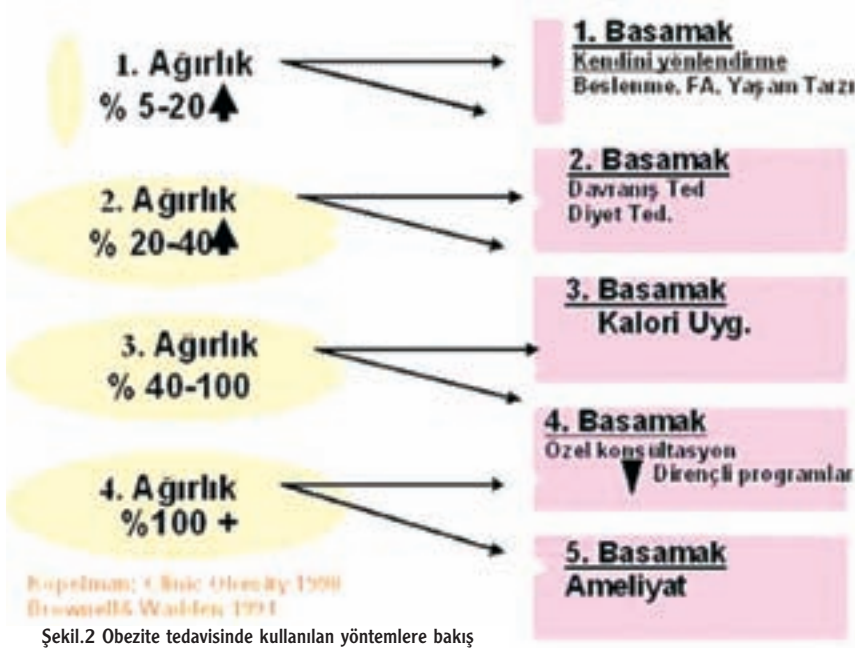 1. Ağırlık
% 5-20
2. Ağırlık
% 20-40
3. Ağırlık
% 40-100
4. Ağırlık
%100 +
1. Basamak
Kendini yönlendirme
Beslenme, FA, Yaşam Tarzı
2. Basamak
Davranış Ted
Diyet Ted.
3. Basamak
Kalori Uyg.
4. Basamak
Özel konsültasyon
Dirençli programlar
5. Basamak
Ameliyat
Kopelman; Clinic Obesity 1998
Brownell& Wadden 1991
Şekil.2 Obezite tedavisinde kullanılan yöntemlere bakış